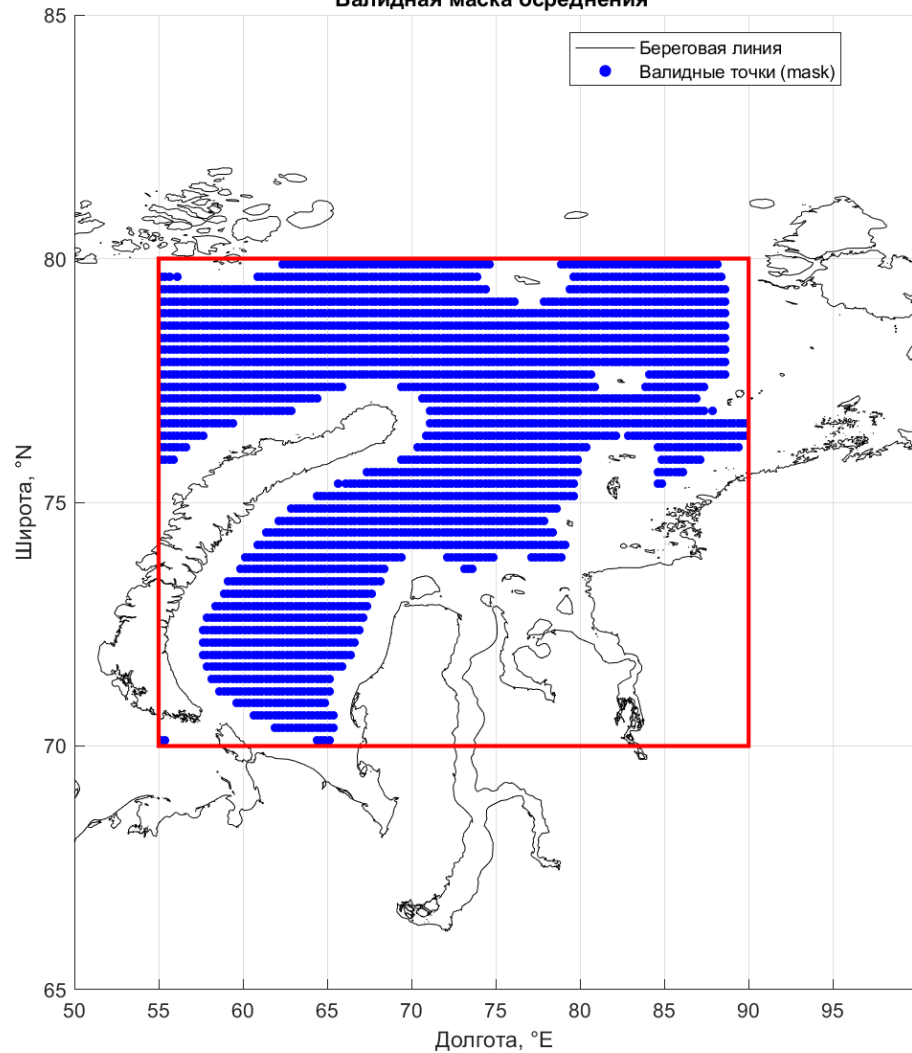 Валидная маска осреднения
85
Береговая линия
Валидные точки (mask)
80
75
70
65
Широта, °N
50 55 60 65 70 75 80 85 90 95
Долгота, °E